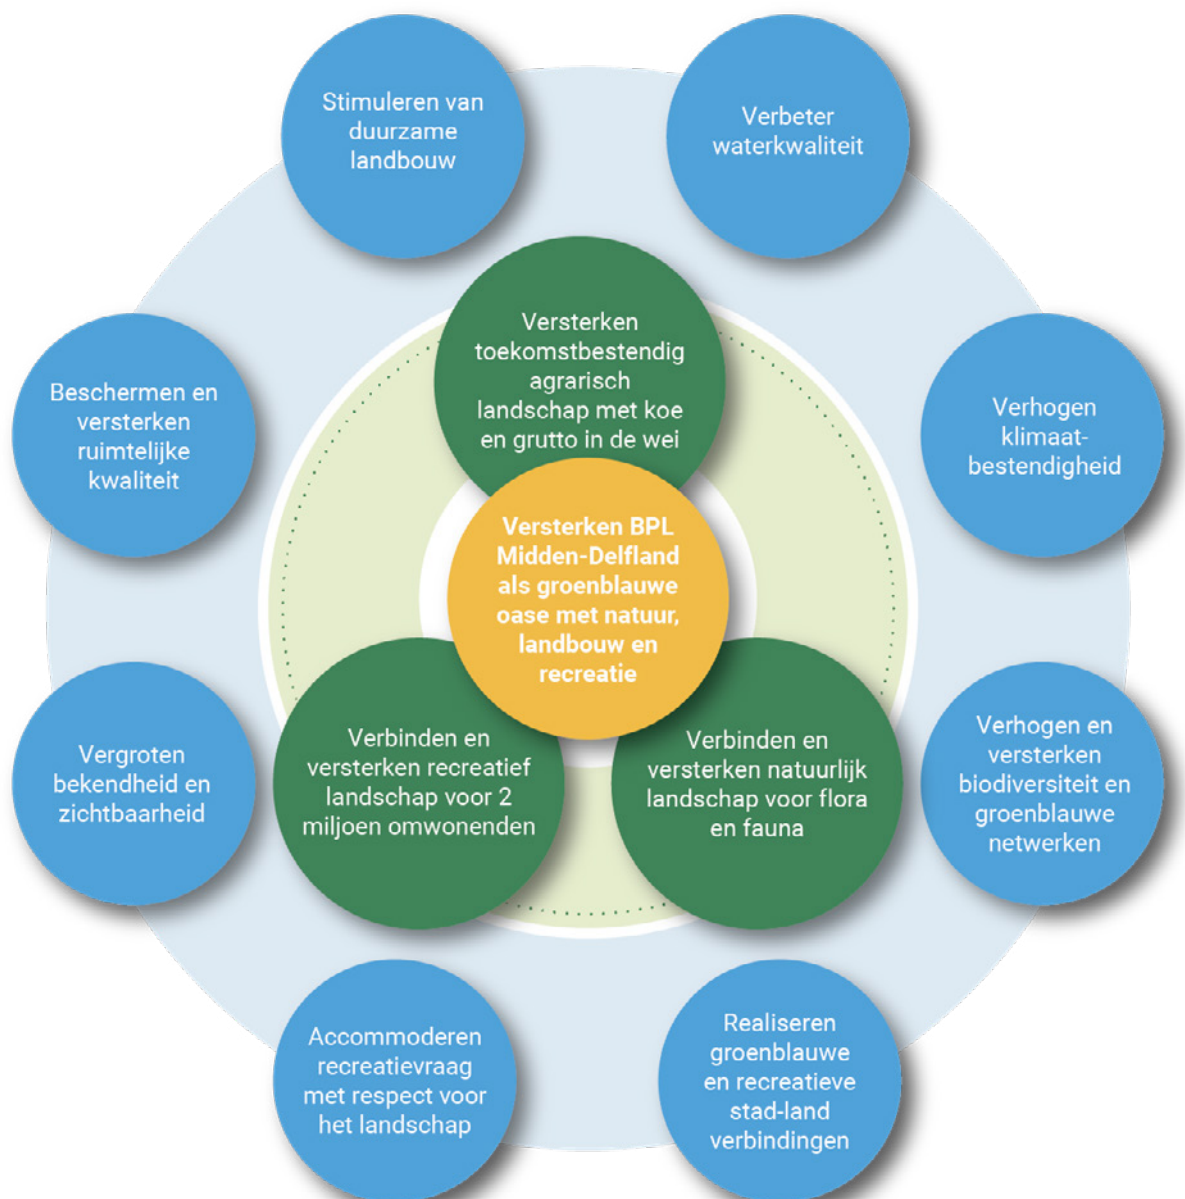 Stimuleren van
duurzame
landbouw
Verbeter
waterkwaliteit
Versterken
toekomstbestendig
agrarisch
landschap met koe
en grutto in de wei
Beschermen en
versterken
ruimtelijke
kwaliteit
Verhogen
klimaat-
bestendigheid
Versterken BPL
Midden-Delfland
als groenblauwe
oase met natuur,
landbouw en
recreatie
Vergroten
bekendheid en
zichtbaarheid
Verbinden en
versterken recreatief
landschap voor 2
miljoen omwonenden
Verbinden en
versterken natuurlijk
landschap voor flora
en fauna
Verhogen en
versterken
biodiversiteit en
groenblauwe
netwerken
Accommoderen
recreatievraag
met respect voor
het landschap
Realiseren
groenblauwe
en recreatieve
stad-land
verbindingen